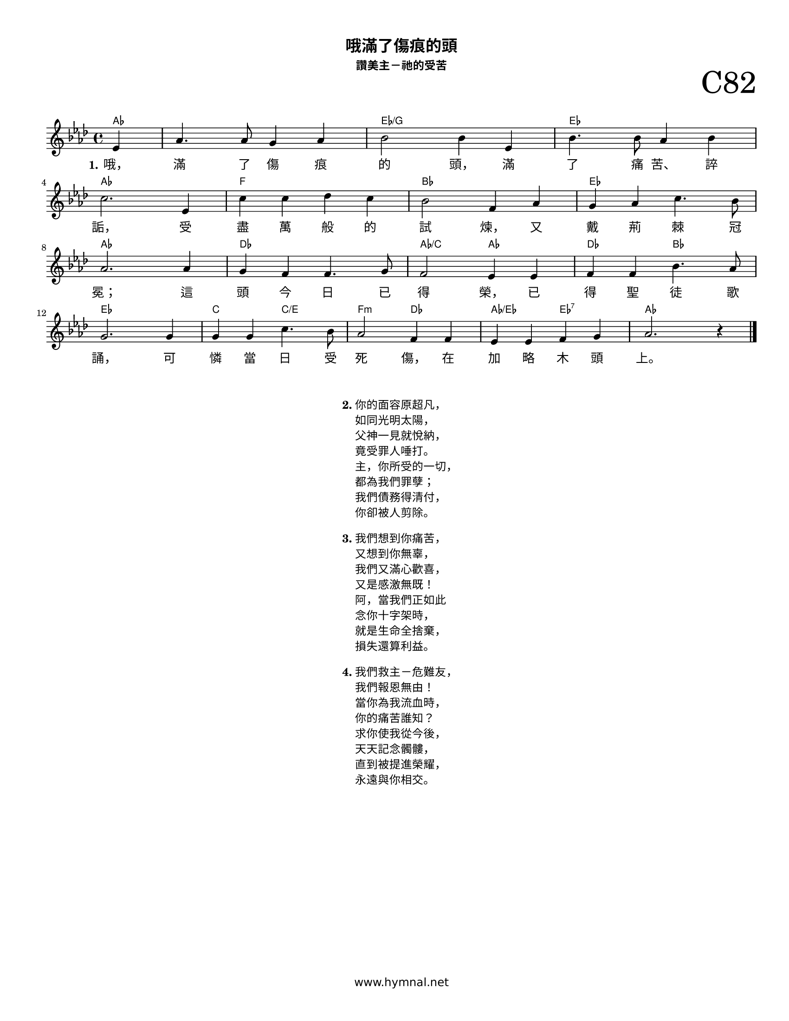 哦滿了傷痕的頭
讚美主－祂的受苦
C82
A♭ E♭/G E♭
1. 哦， 滿 了 傷 痕 的 頭， 滿 了 痛 苦、 誶
4 A♭ F B♭ E♭
詬， 受 盡 萬 般 的 試 煉， 又 戴 荊 棘 冠
8 A♭ D♭ A♭/C A♭ D♭ B♭
冕； 這 頭 今 日 已 得 榮， 已 得 聖 徒 歌
12 E♭ C C/E Fm D♭ A♭/E♭ E♭7 A♭
誦， 可 憐 當 日 受 死 傷， 在 加 略 木 頭 上。
2. 你的面容原超凡，
如同光明太陽，
父神一見就悅納，
竟受罪人唾打。
主，你所受的一切，
都為我們罪孽；
我們債務得清付，
你卻被人剪除。
3. 我們想到你痛苦，
又想到你無辜，
我們又滿心歡喜，
又是感激無既！
阿，當我們正如此
念你十字架時，
就是生命全捨棄，
損失還算利益。
4. 我們救主－危難友，
我們報恩無由！
當你為我流血時，
你的痛苦誰知？
求你使我從今後，
天天記念髑髏，
直到被提進榮耀，
永遠與你相交。
www.hymnal.net